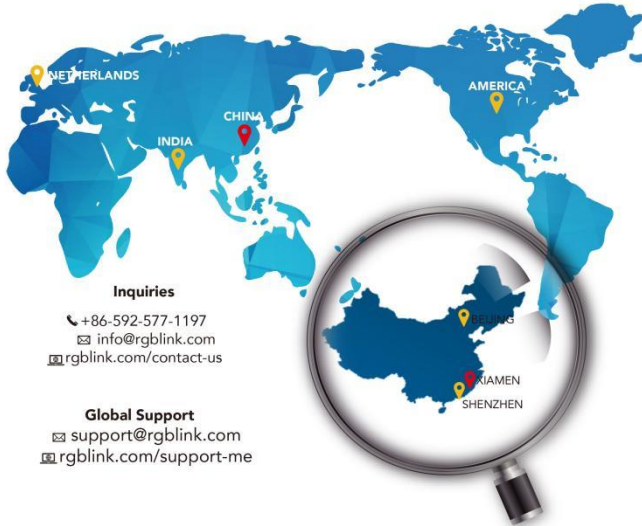 NETHERLANDS
AMERICA
CHINA
INDIA
Inquiries
+86-592-577-1197
info@rgblink.com
rgblink.com/contact-us
Global Support
support@rgblink.com
rgblink.com/support-me
BEIJING
XIAMEN
SHENZHEN